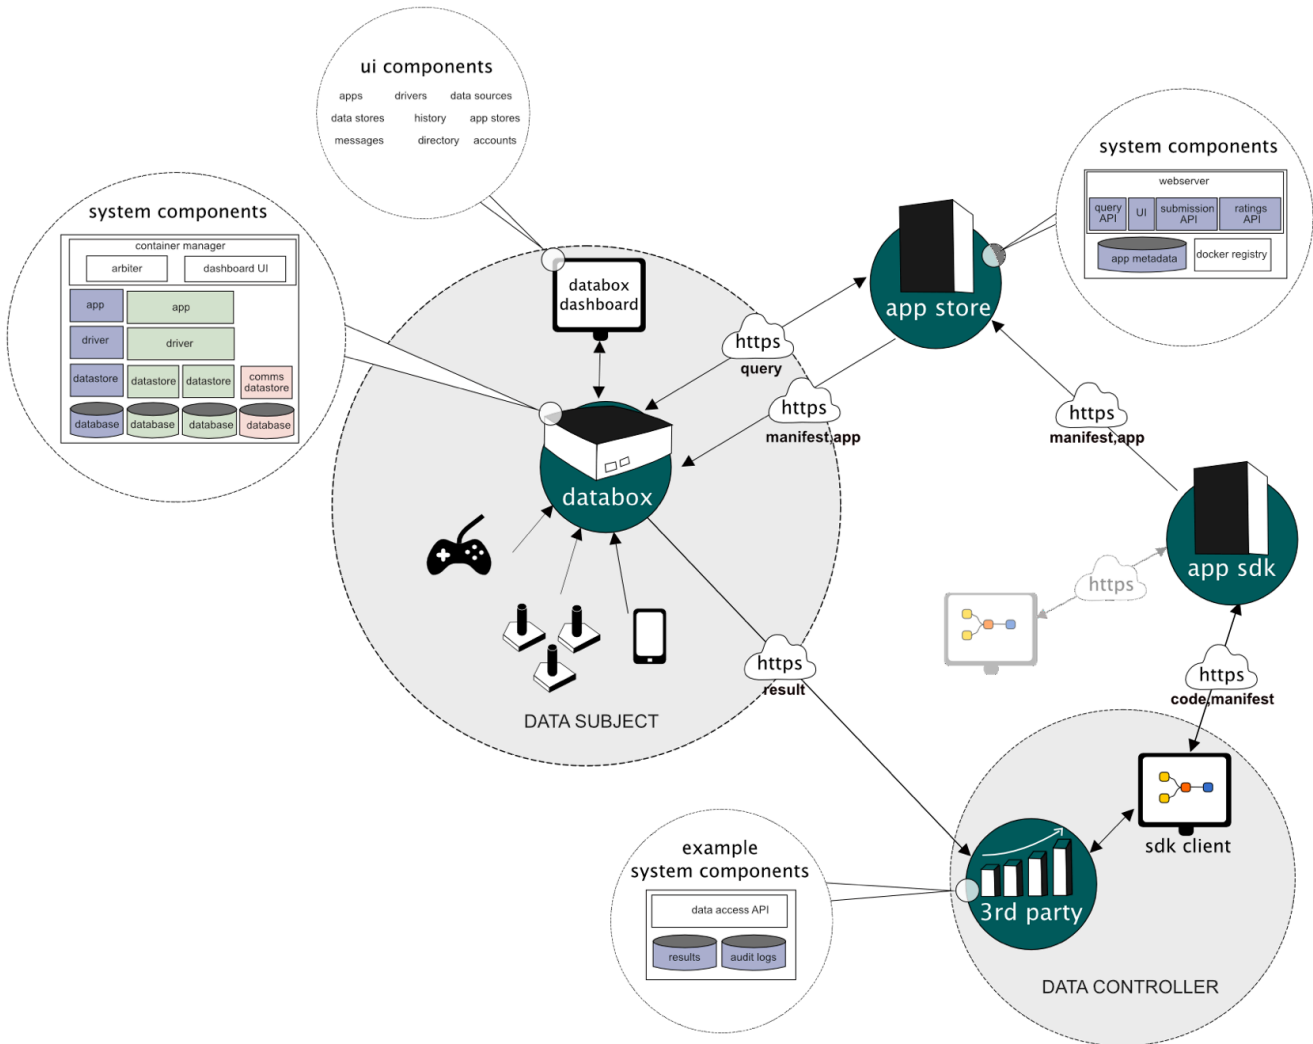 ui components
apps drivers data sources
data stores history app stores
messages directory accounts
system components
container manager
arbiter dashboard UI
app app
driver driver
datastore datastore datastore comms datastore
database database database database
databox
dashboard
databox
DATA SUBJECT
https
query
https
manifest,app
app store
system components
webserver
query API UI submission API ratings API
app metadata docker registry
https
manifest,app
app sdk
https
https
code,manifest
https
result
sdk client
3rd party
DATA CONTROLLER
example
system components
data access API
results audit logs